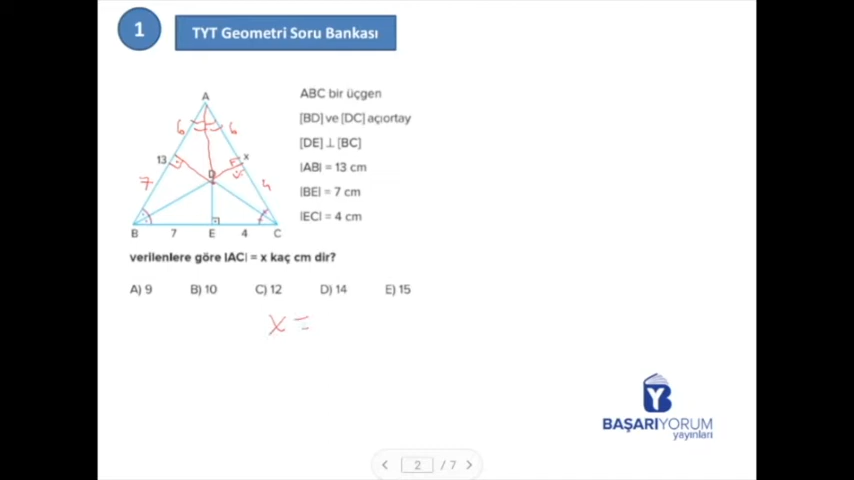 1
TYT Geometri Soru Bankası
A
ABC bir üçgen
[BD] ve [DC] açıortay
6
6
[DE] ⊥ [BC]
13
x
|AB| = 13 cm
D
7
4
|BE| = 7 cm
|EC| = 4 cm
B
7
E
4
C
verilenlere göre |AC| = x kaç cm dir?
A) 9 B) 10 C) 12 D) 14 E) 15
x =
BAŞARIYORUM
yayınları
2 / 7